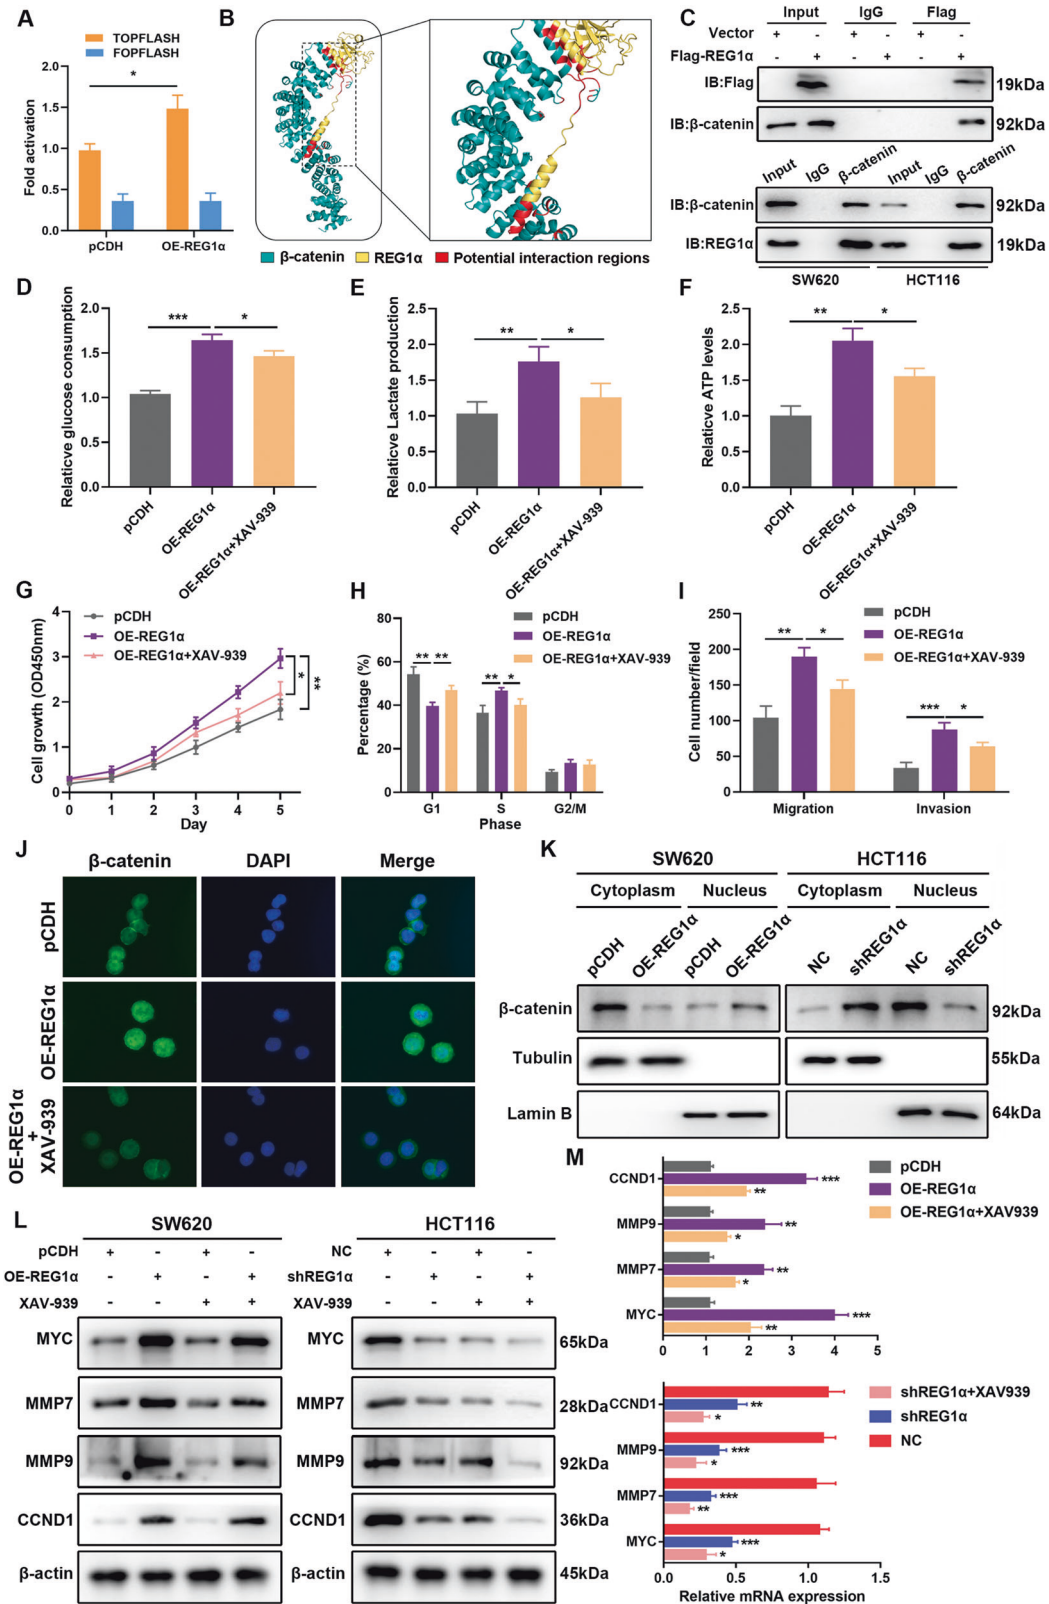 A
TOPFLASH
FOPFLASH
Fold activation
2.0
1.5
1.0
0.5
0.0
*
pCDH
OE-REG1α
B
β-catenin
REG1α
Potential interaction regions
C
Input
IgG
Flag
Vector
+ - + - + -
Flag-REG1α
- + - + - +
IB:Flag
19kDa
IB:β-catenin
92kDa
Input
IgG
β-catenin
Input
IgG
β-catenin
IB:β-catenin
92kDa
IB:REG1α
19kDa
SW620
HCT116
D
Relaticve glucose consumption
2.0
1.5
1.0
0.5
0.0
***
*
pCDH
OE-REG1α
OE-REG1α+XAV-939
E
Relaticve Lactate production
2.5
2.0
1.5
1.0
0.5
0.0
**
*
pCDH
OE-REG1α
OE-REG1α+XAV-939
F
Relaticve ATP levels
2.5
2.0
1.5
1.0
0.5
0.0
**
*
pCDH
OE-REG1α
OE-REG1α+XAV-939
G
pCDH
OE-REG1α
OE-REG1α+XAV-939
Cell growth (OD450nm)
4
3
2
1
0
*
**
0 1 2 3 4 5
Day
H
pCDH
OE-REG1α
OE-REG1α+XAV-939
Percentage (%)
80
60
40
20
0
** **
** *
G1
S
G2/M
Phase
I
pCDH
OE-REG1α
OE-REG1α+XAV-939
Cell number/field
250
200
150
100
50
0
** *
*** *
Migration
Invasion
J
β-catenin
DAPI
Merge
pCDH
OE-REG1α
OE-REG1α
+
XAV-939
K
SW620
HCT116
Cytoplasm
Nucleus
Cytoplasm
Nucleus
pCDH
OE-REG1α
pCDH
OE-REG1α
NC
shREG1α
NC
shREG1α
β-catenin
92kDa
Tubulin
55kDa
Lamin B
64kDa
L
SW620
HCT116
pCDH
+ - + -
NC
+ - + -
OE-REG1α
- + - +
shREG1α
- + - +
XAV-939
- - + +
XAV-939
- - + +
MYC
MYC
65kDa
MMP7
MMP7
28kDa
MMP9
MMP9
92kDa
CCND1
CCND1
36kDa
β-actin
β-actin
45kDa
M
pCDH
OE-REG1α
OE-REG1α+XAV939
CCND1
***
**
MMP9
**
*
MMP7
**
*
MYC
***
**
0 1 2 3 4 5
shREG1α+XAV939
shREG1α
NC
CCND1
**
*
MMP9
***
*
MMP7
***
**
MYC
***
*
0.0 0.5 1.0 1.5
Relative mRNA expression